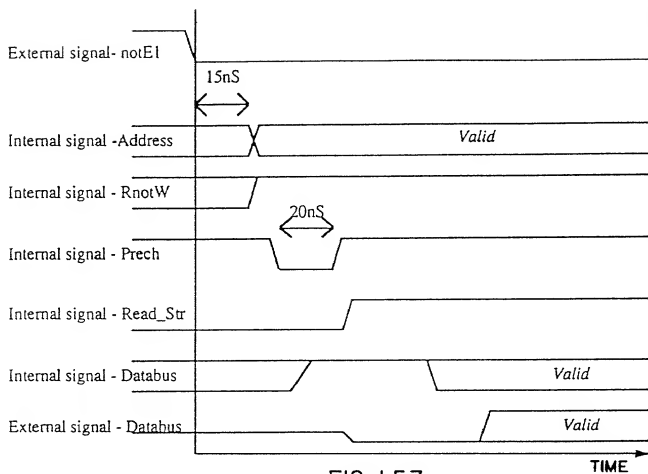 External signal- notE1
15nS
Internal signal -Address
Valid
Internal signal - RnotW
20nS
Internal signal - Prech
Internal signal - Read_Str
Internal signal - Databus
Valid
External signal - Databus
Valid
TIME